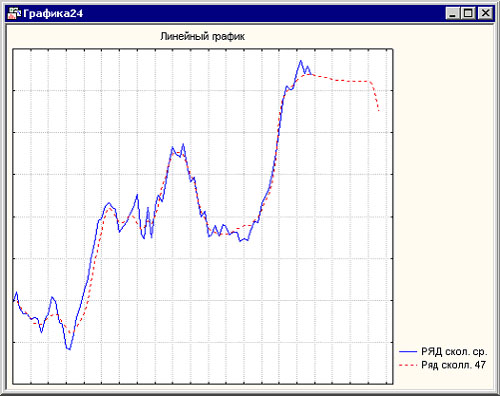 Графика24
Линейный график
РЯД скол. ср.
Ряд сколл. 47